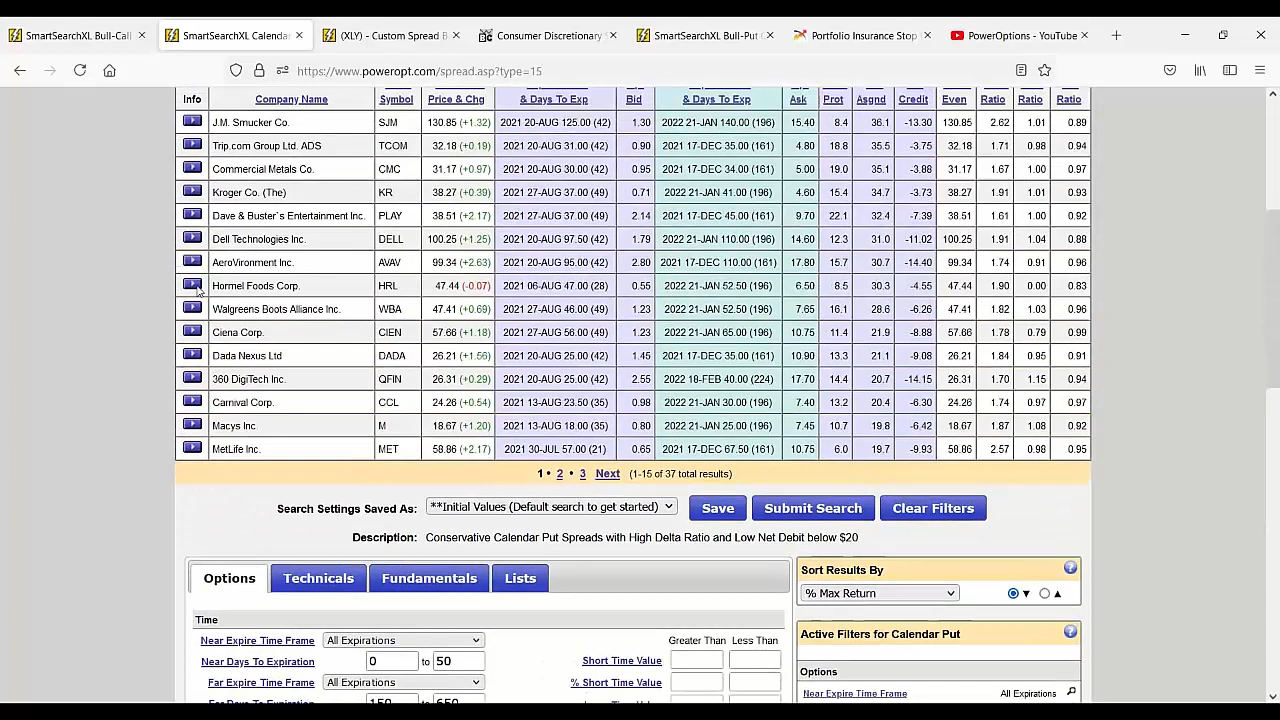 SmartSearchXL Bull-Call
SmartSearchXL Calendar
(XLY) - Custom Spread B
Consumer Discretionary S
SmartSearchXL Bull-Put C
Portfolio Insurance Stop
PowerOptions - YouTube
https://www.poweropt.com/spread.asp?type=15
Info Company Name Symbol Price & Chg & Days To Exp Bid & Days To Exp Ask Prot Asgnd Credit Even Ratio Ratio Ratio
J.M. Smucker Co. SJM 130.85 (+1.32) 2021 20-AUG 125.00 (42) 1.30 2022 21-JAN 140.00 (196) 15.40 8.4 36.1 -13.30 130.85 2.62 1.01 0.89
Trip.com Group Ltd. ADS TCOM 32.18 (+0.19) 2021 20-AUG 31.00 (42) 0.90 2021 17-DEC 35.00 (161) 4.80 18.8 35.5 -3.75 32.18 1.71 0.98 0.94
Commercial Metals Co. CMC 31.17 (+0.97) 2021 20-AUG 30.00 (42) 0.95 2021 17-DEC 34.00 (161) 5.00 19.0 35.1 -3.88 31.17 1.67 1.00 0.97
Kroger Co. (The) KR 38.27 (+0.39) 2021 27-AUG 37.00 (49) 0.71 2022 21-JAN 41.00 (196) 4.60 15.4 34.7 -3.73 38.27 1.91 1.01 0.93
Dave & Buster`s Entertainment Inc. PLAY 38.51 (+2.17) 2021 27-AUG 37.00 (49) 2.14 2021 17-DEC 45.00 (161) 9.70 22.1 32.4 -7.39 38.51 1.61 1.00 0.92
Dell Technologies Inc. DELL 100.25 (+1.25) 2021 20-AUG 97.50 (42) 1.79 2022 21-JAN 110.00 (196) 14.60 12.3 31.0 -11.02 100.25 1.91 1.04 0.88
AeroVironment Inc. AVAV 99.34 (+2.63) 2021 20-AUG 95.00 (42) 2.80 2021 17-DEC 110.00 (161) 17.80 15.7 30.7 -14.40 99.34 1.74 0.91 0.96
Hormel Foods Corp. HRL 47.44 (-0.07) 2021 06-AUG 47.00 (28) 0.55 2022 21-JAN 52.50 (196) 6.50 8.5 30.3 -4.55 47.44 1.90 0.00 0.83
Walgreens Boots Alliance Inc. WBA 47.41 (+0.69) 2021 27-AUG 46.00 (49) 1.23 2022 21-JAN 52.50 (196) 7.65 16.1 28.6 -6.26 47.41 1.82 1.03 0.96
Ciena Corp. CIEN 57.66 (+1.18) 2021 27-AUG 56.00 (49) 1.23 2022 21-JAN 65.00 (196) 10.75 11.4 21.9 -8.88 57.66 1.78 0.79 0.99
Dada Nexus Ltd DADA 26.21 (+1.56) 2021 20-AUG 25.00 (42) 1.45 2021 17-DEC 35.00 (161) 10.90 13.3 21.1 -9.08 26.21 1.84 0.95 0.91
360 DigiTech Inc. QFIN 26.31 (+0.29) 2021 20-AUG 25.00 (42) 2.55 2022 18-FEB 40.00 (224) 17.70 14.4 20.7 -14.15 26.31 1.70 1.15 0.94
Carnival Corp. CCL 24.26 (+0.54) 2021 13-AUG 23.50 (35) 0.98 2022 21-JAN 30.00 (196) 7.40 13.2 20.4 -6.30 24.26 1.74 0.97 0.97
Macys Inc. M 18.67 (+1.20) 2021 13-AUG 18.00 (35) 0.80 2022 21-JAN 25.00 (196) 7.45 10.7 19.8 -6.42 18.67 1.87 1.08 0.92
MetLife Inc. MET 58.86 (+2.17) 2021 30-JUL 57.00 (21) 0.65 2021 17-DEC 67.50 (161) 10.75 6.0 19.7 -9.93 58.86 2.57 0.98 0.95
1 • 2 • 3 Next (1-15 of 37 total results)
Search Settings Saved As: **Initial Values (Default search to get started) Save Submit Search Clear Filters
Description: Conservative Calendar Put Spreads with High Delta Ratio and Low Net Debit below $20
Options Technicals Fundamentals Lists
Sort Results By
% Max Return
Time
Near Expire Time Frame All Expirations Greater Than Less Than
Near Days To Expiration 0 to 50 Short Time Value
Far Expire Time Frame All Expirations % Short Time Value
Active Filters for Calendar Put
Options
Near Expire Time Frame All Expirations